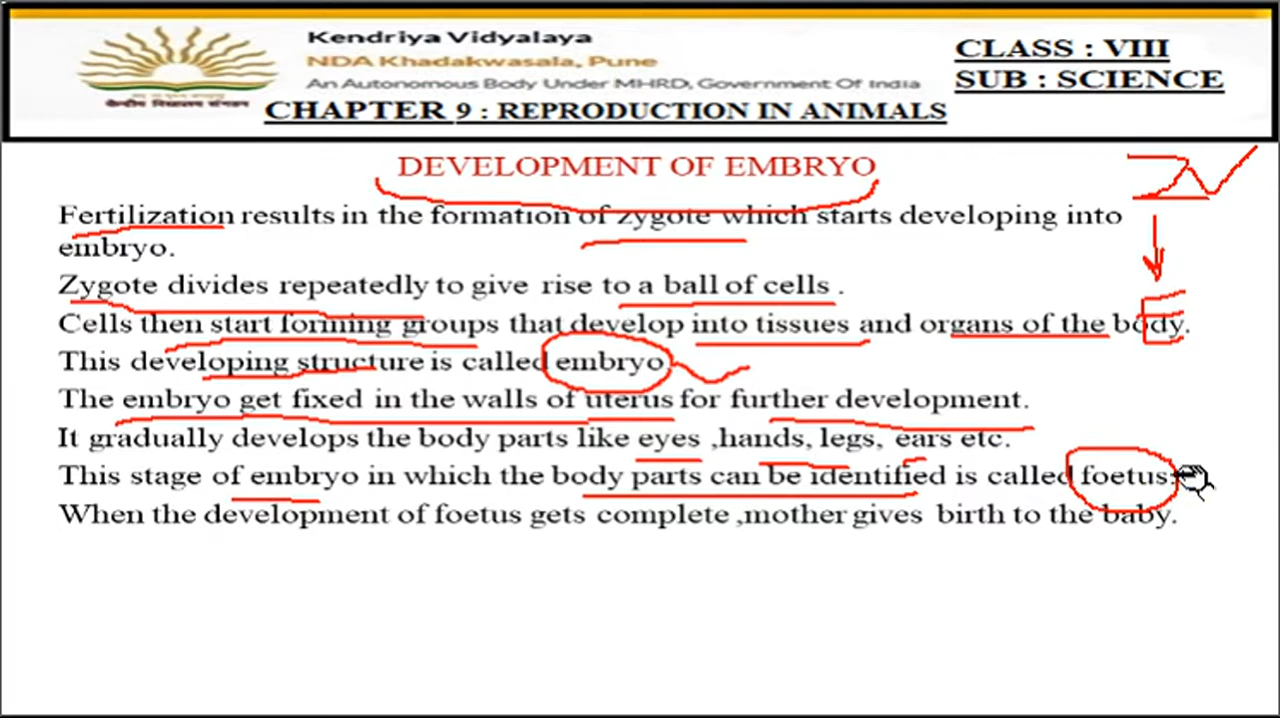 Kendriya Vidyalaya
NDA Khadakwasala, Pune
An Autonomous Body Under MHRD, Government Of India
केन्द्रीय विद्यालय संगठन
CLASS : VIII
SUB : SCIENCE
CHAPTER 9 : REPRODUCTION IN ANIMALS
DEVELOPMENT OF EMBRYO
Fertilization results in the formation of zygote which starts developing into
embryo.
Zygote divides repeatedly to give rise to a ball of cells .
Cells then start forming groups that develop into tissues and organs of the body.
This developing structure is called embryo
The embryo get fixed in the walls of uterus for further development.
It gradually develops the body parts like eyes ,hands, legs, ears etc.
This stage of embryo in which the body parts can be identified is called foetus.
When the development of foetus gets complete ,mother gives birth to the baby.